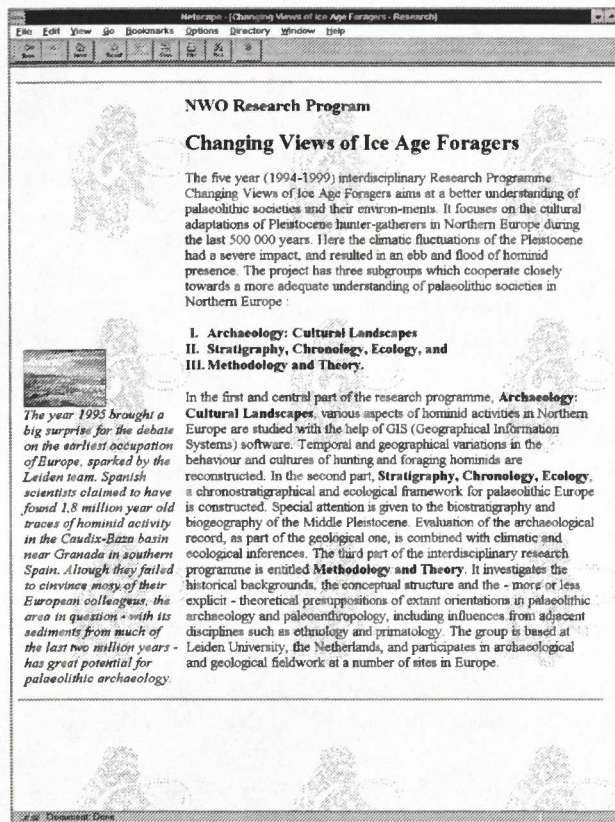 Netscape - [Changing Views of Ice Age Foragers - Research]
File Edit View Go Bookmarks Options Directory Window Help
NWO Research Program
Changing Views of Ice Age Foragers
The five year (1994-1999) interdisciplinary Research Programme
Changing Views of Ice Age Foragers aims at a better understanding of
palaeolithic societies and their environ-ments. It focuses on the cultural
adaptations of Pleistocene hunter-gatherers in Northern Europe during
the last 500 000 years. Here the climatic fluctuations of the Pleistocene
had a severe impact, and resulted in an ebb and flood of hominid
presence. The project has three subgroups which cooperate closely
towards a more adequate understanding of palaeolithic societies in
Northern Europe :
I. Archaeology: Cultural Landscapes
II. Stratigraphy, Chronology, Ecology, and
III. Methodology and Theory.
In the first and central part of the research programme, Archaeology:
Cultural Landscapes, various aspects of hominid activities in Northern
Europe are studied with the help of GIS (Geographical Information
Systems) software. Temporal and geographical variations in the
behaviour and cultures of hunting and foraging hominids are
reconstructed. In the second part, Stratigraphy, Chronology, Ecology,
a chronostratigraphical and ecological framework for palaeolithic Europe
is constructed. Special attention is given to the biostratigraphy and
biogeography of the Middle Pleistocene. Evaluation of the archaeological
record, as part of the geological one, is combined with climatic and
ecological inferences. The third part of the interdisciplinary research
programme is entitled Methodology and Theory. It investigates the
historical backgrounds, the conceptual structure and the - more or less
explicit - theoretical presuppositions of extant orientations in palaeolithic
archaeology and paleoanthropology, including influences from adjacent
disciplines such as ethnology and primatology. The group is based at
Leiden University, the Netherlands, and participates in archaeological
and geological fieldwork at a number of sites in Europe.
The year 1995 brought a
big surprise for the debate
on the earliest occupation
of Europe, sparked by the
Leiden team. Spanish
scientists claimed to have
found 1,8 million year old
traces of hominid activity
in the Caudix-Baza basin
near Granada in southern
Spain. Altough they failed
to cinvince mosy of their
European colleageus, the
area in question - with its
sediments from much of
the last two million years -
has great potential for
palaeolithic archaeology.
Document: Done